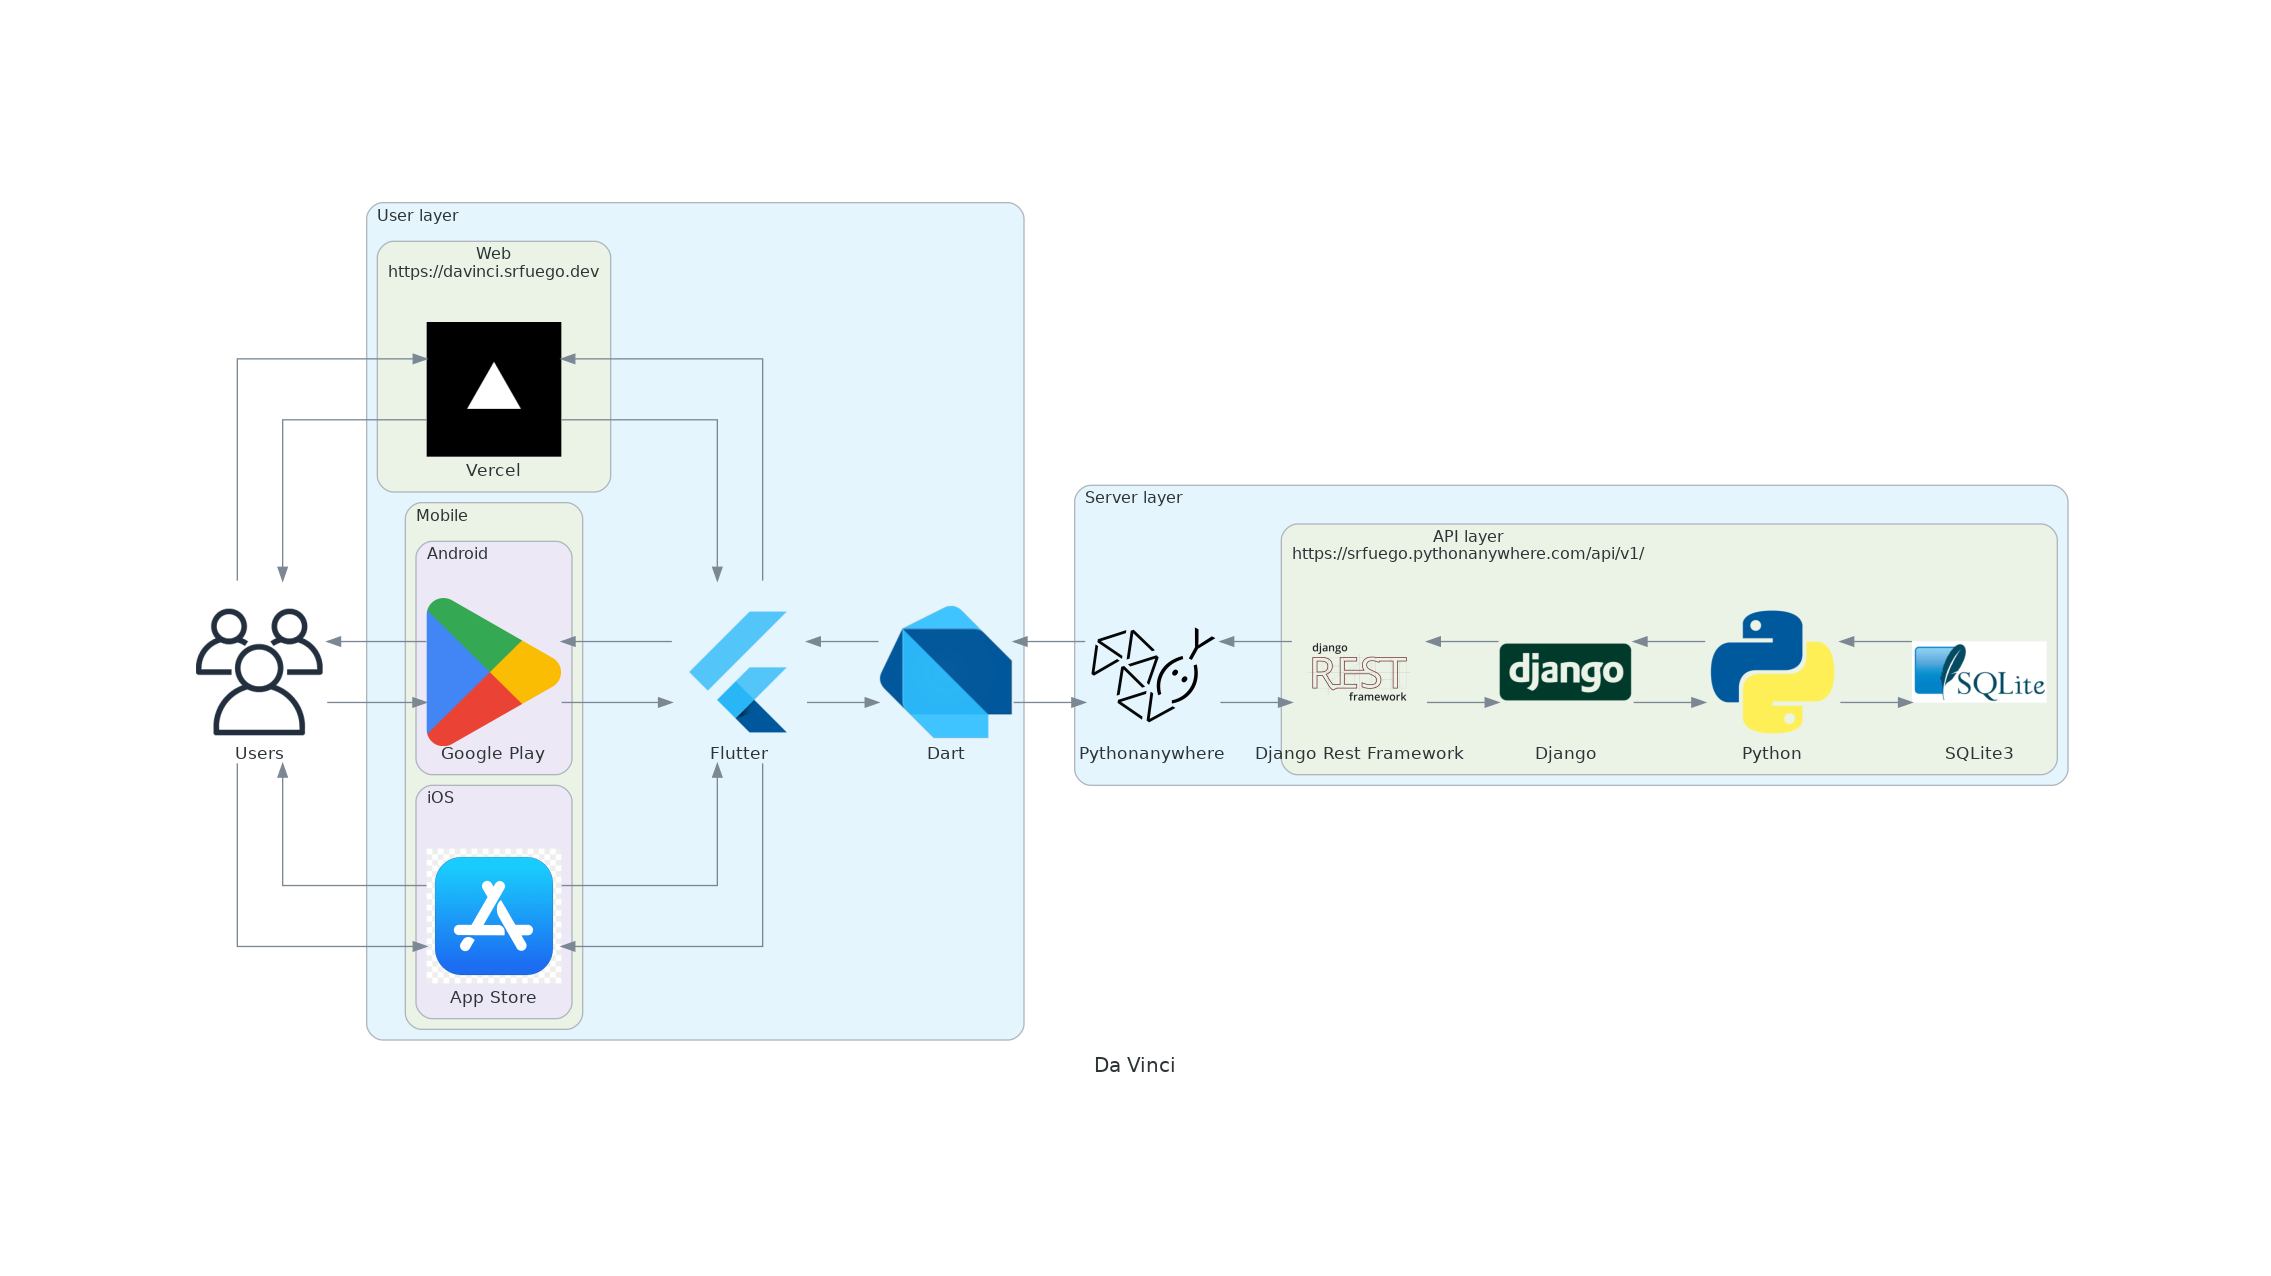 User layer
Web
https://davinci.srfuego.dev
Vercel
Mobile
Android
Google Play
iOS
App Store
Users
Flutter
Dart
Server layer
Pythonanywhere
API layer
https://srfuego.pythonanywhere.com/api/v1/
django
REST
framework
Django Rest Framework
django
Django
Python
SQLite
SQLite3
Da Vinci